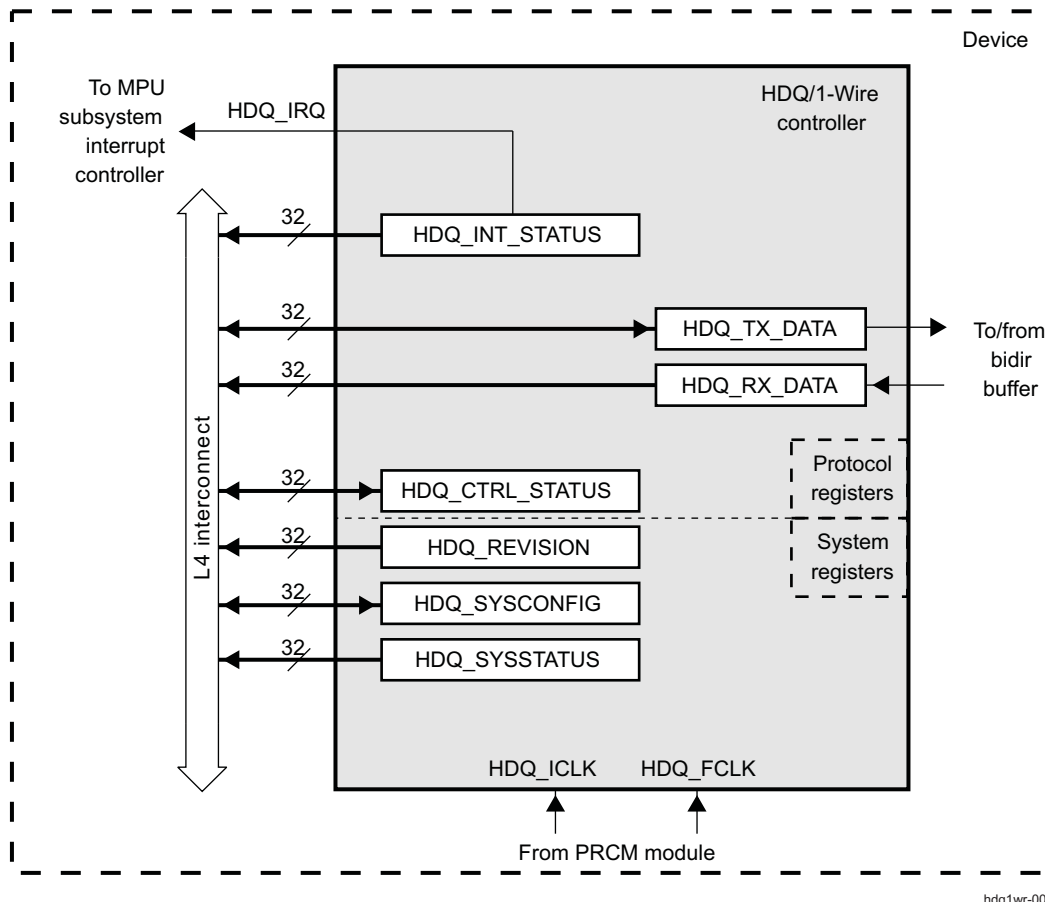 Device
To MPU
subsystem
interrupt
controller
HDQ_IRQ
HDQ/1-Wire
controller
32
HDQ_INT_STATUS
32
HDQ_TX_DATA
To/from
bidir
buffer
32
HDQ_RX_DATA
L4 interconnect
Protocol
registers
32
HDQ_CTRL_STATUS
32
HDQ_REVISION
System
registers
32
HDQ_SYSCONFIG
32
HDQ_SYSSTATUS
HDQ_ICLK
HDQ_FCLK
From PRCM module
hdq1wr-00